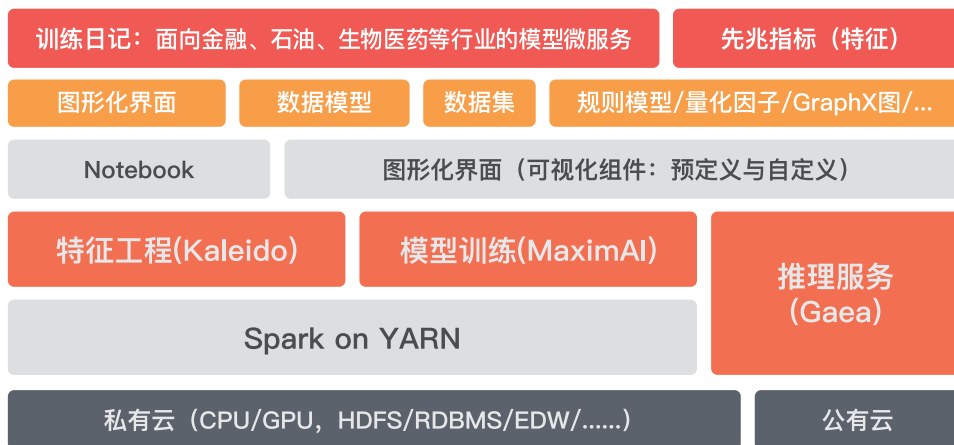 训练日记：面向金融、石油、生物医药等行业的模型微服务
先兆指标（特征）
图形化界面
数据模型
数据集
规则模型/量化因子/GraphX图/...
Notebook
图形化界面（可视化组件：预定义与自定义）
特征工程(Kaleido)
模型训练(MaximAI)
推理服务
(Gaea)
Spark on YARN
私有云（CPU/GPU，HDFS/RDBMS/EDW/......）
公有云